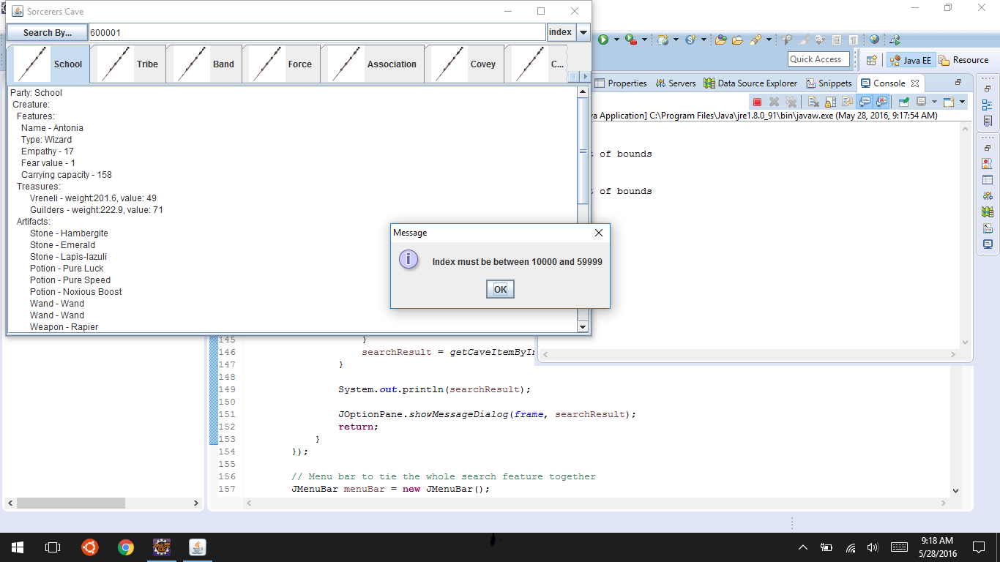 Sorcerers Cave
Search By... 600001 index
School Tribe Band Force Association Covey C...
Party: School
Creature:
Features:
Name - Antonia
Type: Wizard
Empathy - 17
Fear value - 1
Carrying capacity - 158
Treasures:
Vreneli - weight:201.6, value: 49
Guilders - weight:222.9, value: 71
Artifacts:
Stone - Hambergite
Stone - Emerald
Stone - Lapis-lazuli
Potion - Pure Luck
Potion - Pure Speed
Potion - Noxious Boost
Wand - Wand
Wand - Wand
Weapon - Rapier
Message
Index must be between 10000 and 59999
OK
Quick Access Java EE Resource
Properties Servers Data Source Explorer Snippets Console
va Application] C:\Program Files\Java\jre1.8.0_91\bin\javaw.exe (May 28, 2016, 9:17:54 AM)
of bounds
of bounds
145 }
146 searchResult = getCaveItemByIn
147 }
148
149 System.out.println(searchResult);
150
151 JOptionPane.showMessageDialog(frame, searchResult);
152 return;
153 }
154 });
155
156 // Menu bar to tie the whole search feature together
157 JMenuBar menuBar = new JMenuBar();
Java EE
IDE
9:18 AM
5/28/2016